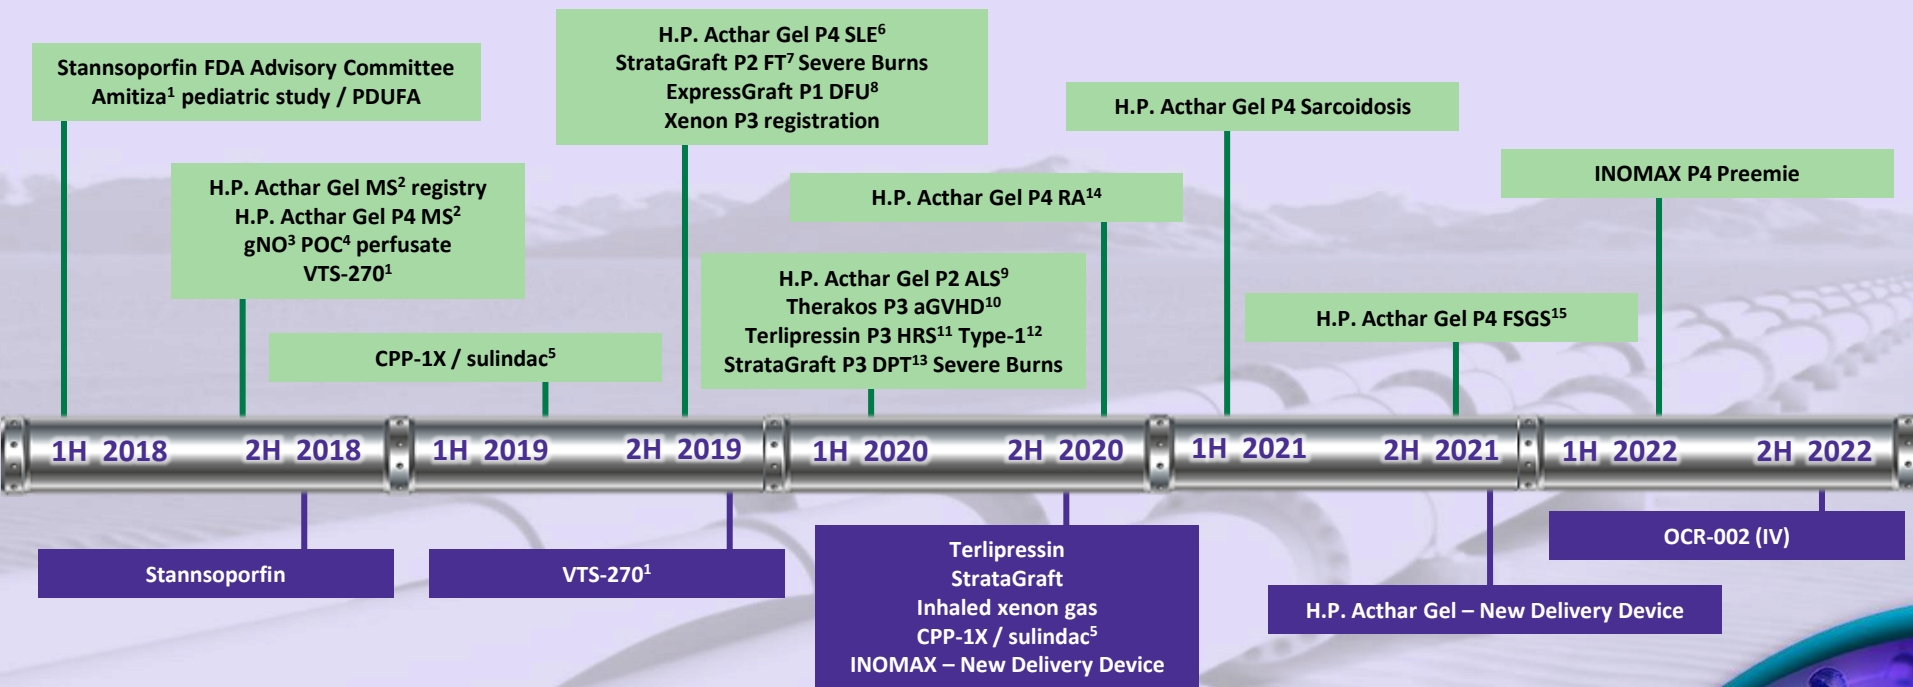 Stannsoporfin FDA Advisory Committee
Amitiza¹ pediatric study / PDUFA
H.P. Acthar Gel MS² registry
H.P. Acthar Gel P4 MS²
gNO³ POC⁴ perfusate
VTS-270¹
CPP-1X / sulindac⁵
H.P. Acthar Gel P4 SLE⁶
StrataGraft P2 FT⁷ Severe Burns
ExpressGraft P1 DFU⁸
Xenon P3 registration
H.P. Acthar Gel P4 RA¹⁴
H.P. Acthar Gel P2 ALS⁹
Therakos P3 aGVHD¹⁰
Terlipressin P3 HRS¹¹ Type-1¹²
StrataGraft P3 DPT¹³ Severe Burns
H.P. Acthar Gel P4 Sarcoidosis
H.P. Acthar Gel P4 FSGS¹⁵
INOMAX P4 Preemie
1H 2018
2H 2018
1H 2019
2H 2019
1H 2020
2H 2020
1H 2021
2H 2021
1H 2022
2H 2022
Stannsoporfin
VTS-270¹
Terlipressin
StrataGraft
Inhaled xenon gas
CPP-1X / sulindac⁵
INOMAX – New Delivery Device
H.P. Acthar Gel – New Delivery Device
OCR-002 (IV)